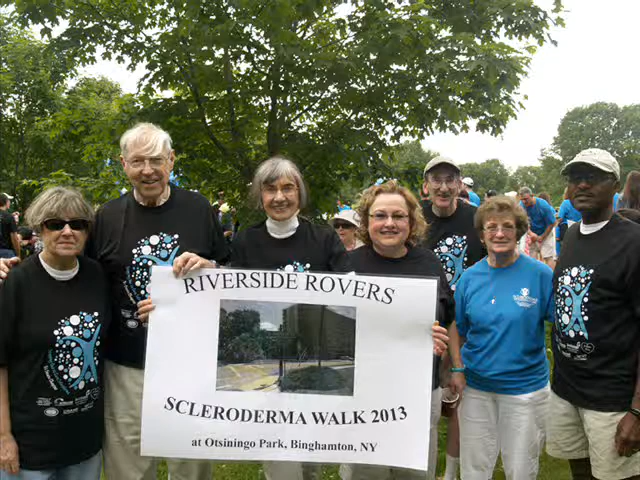 RIVERSIDE ROVERS
SCLERODERMA WALK 2013
at Otsiningo Park, Binghamton, NY